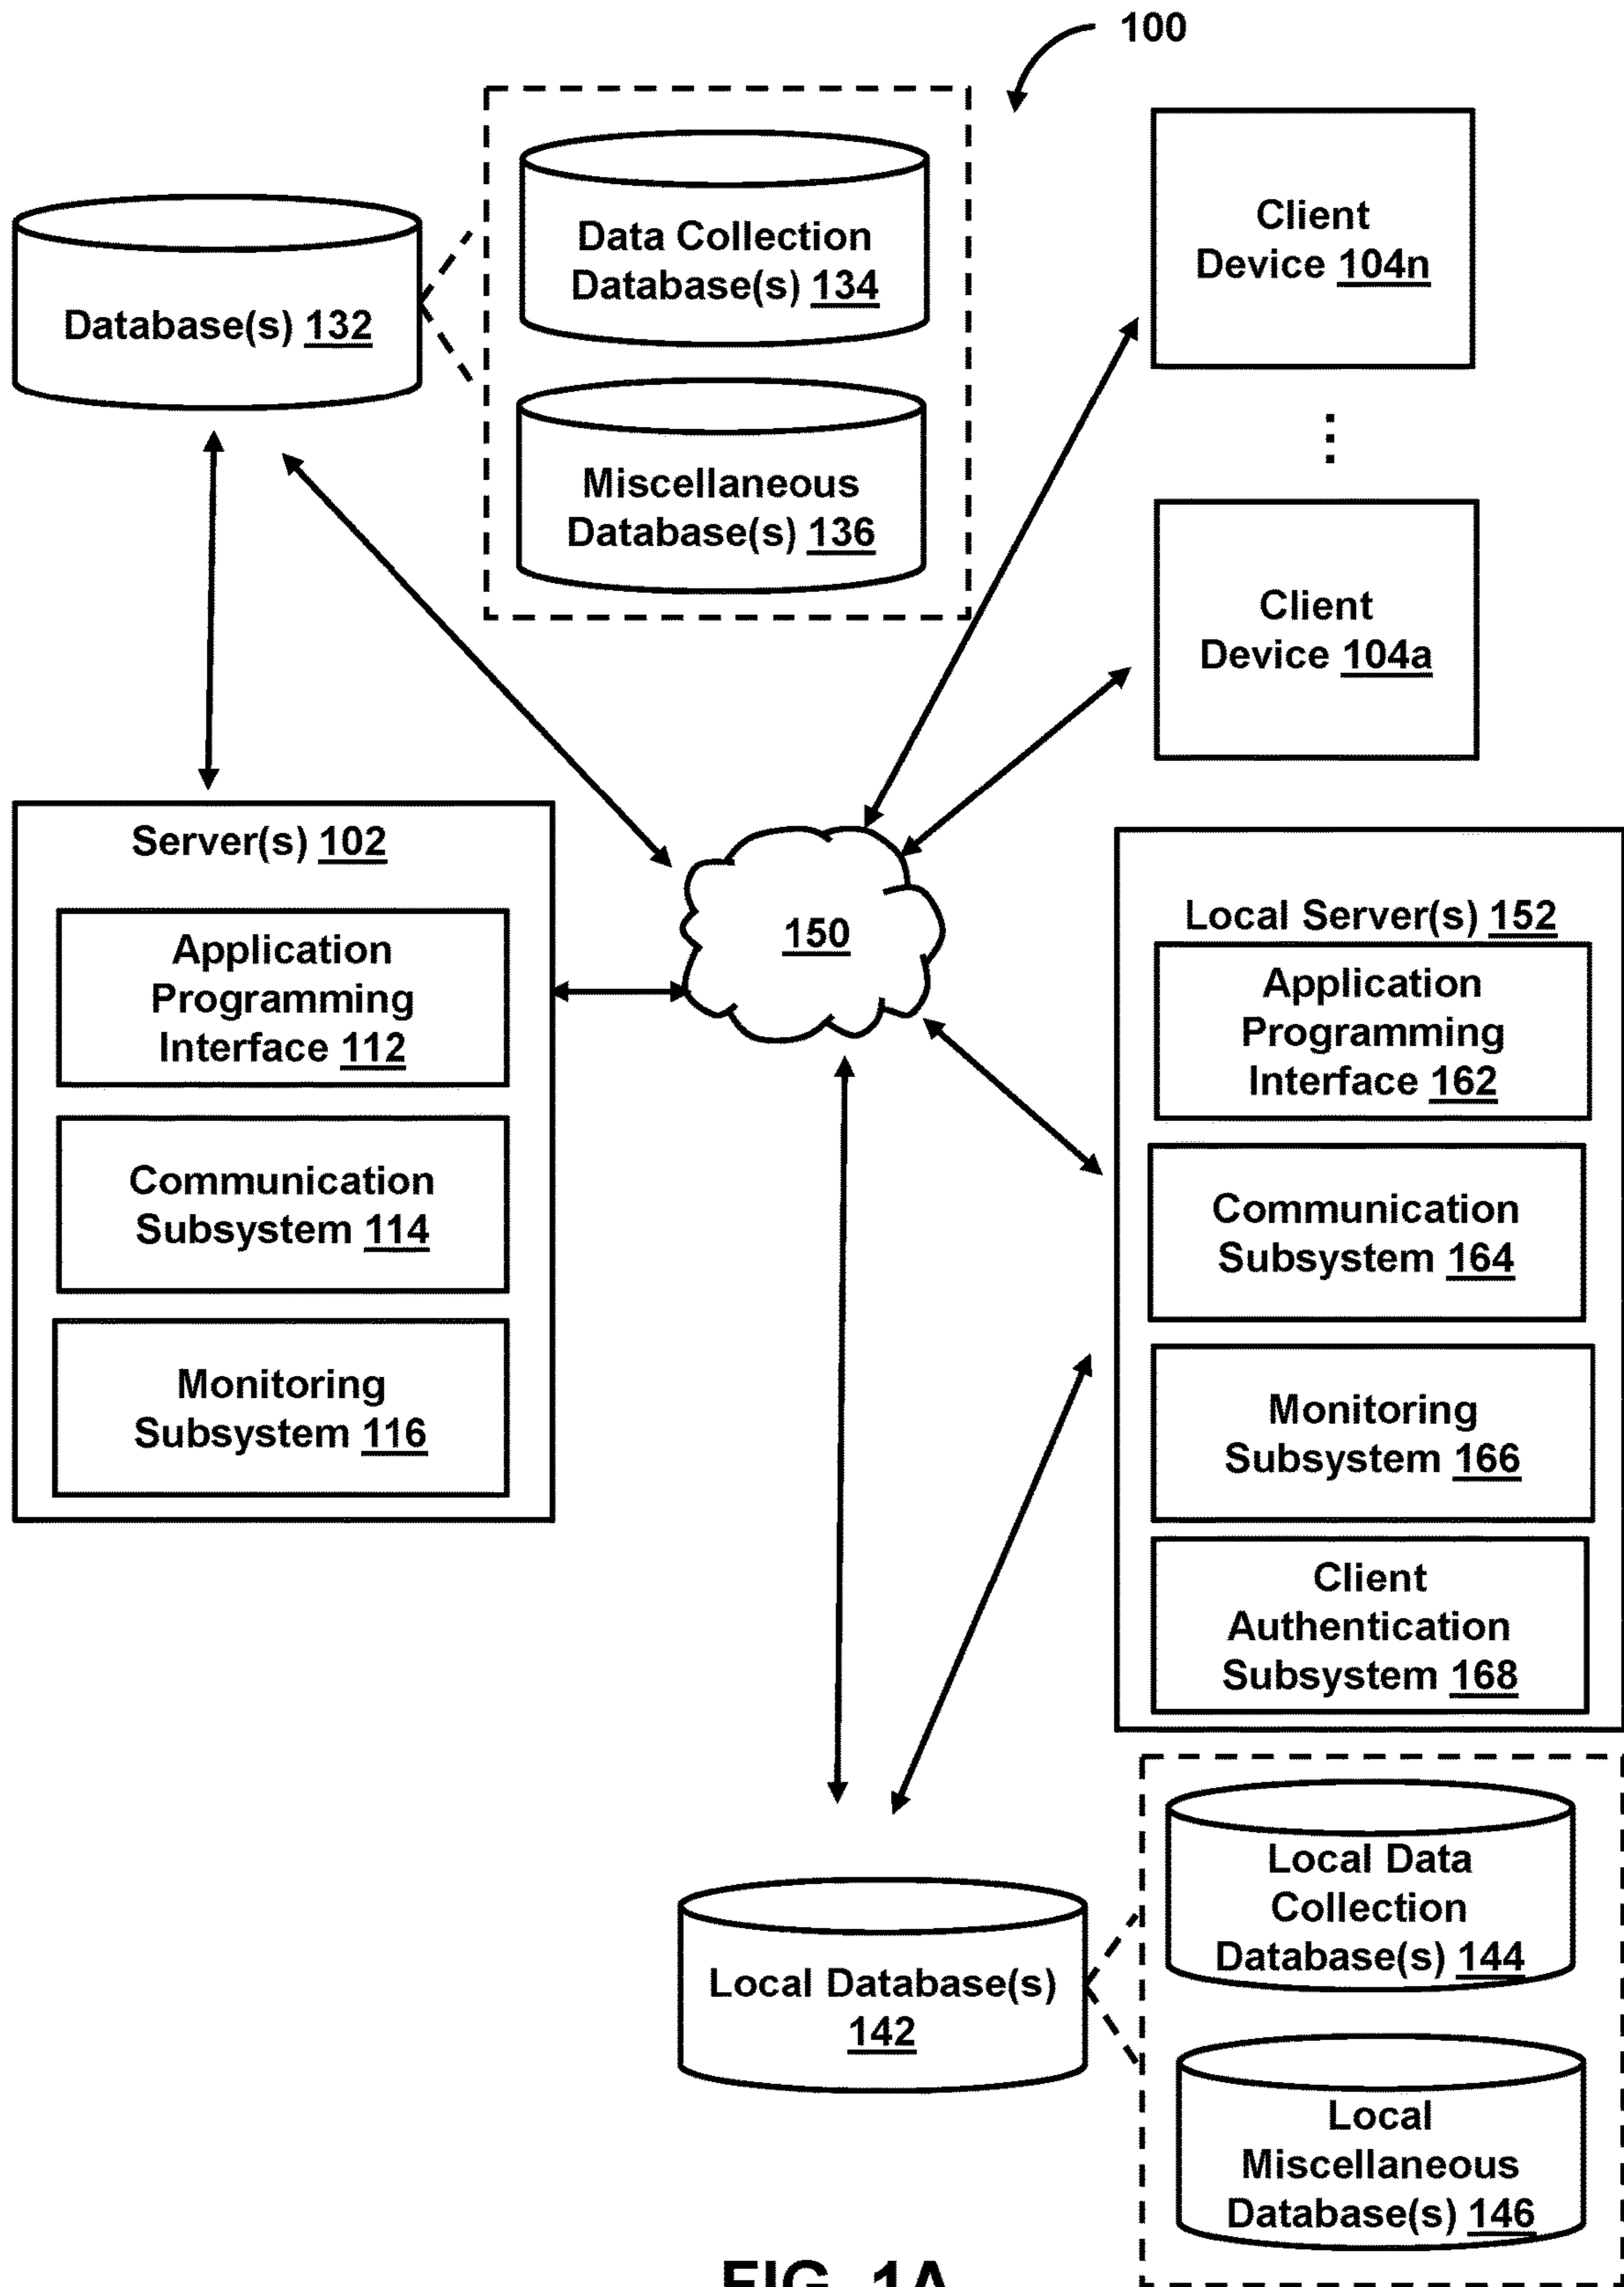 100
Data Collection
Database(s) 134
Database(s) 132
Miscellaneous
Database(s) 136
Client
Device 104n
Client
Device 104a
Server(s) 102
Application
Programming
Interface 112
Communication
Subsystem 114
Monitoring
Subsystem 116
150
Local Server(s) 152
Application
Programming
Interface 162
Communication
Subsystem 164
Monitoring
Subsystem 166
Client
Authentication
Subsystem 168
Local Database(s)
142
Local Data
Collection
Database(s) 144
Local
Miscellaneous
Database(s) 146
FIG. 1A